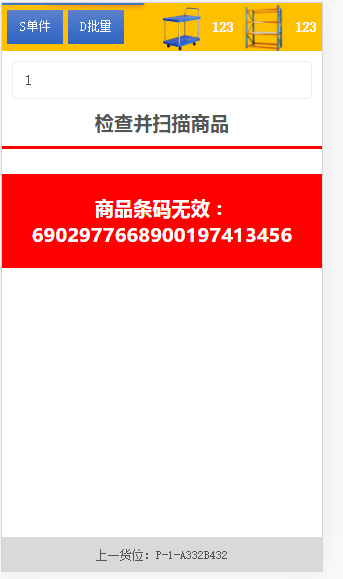 S单件 D批量 123 123
1
检查并扫描商品
商品条码无效：
6902977668900197413456
上一货位: P-1-A332B432